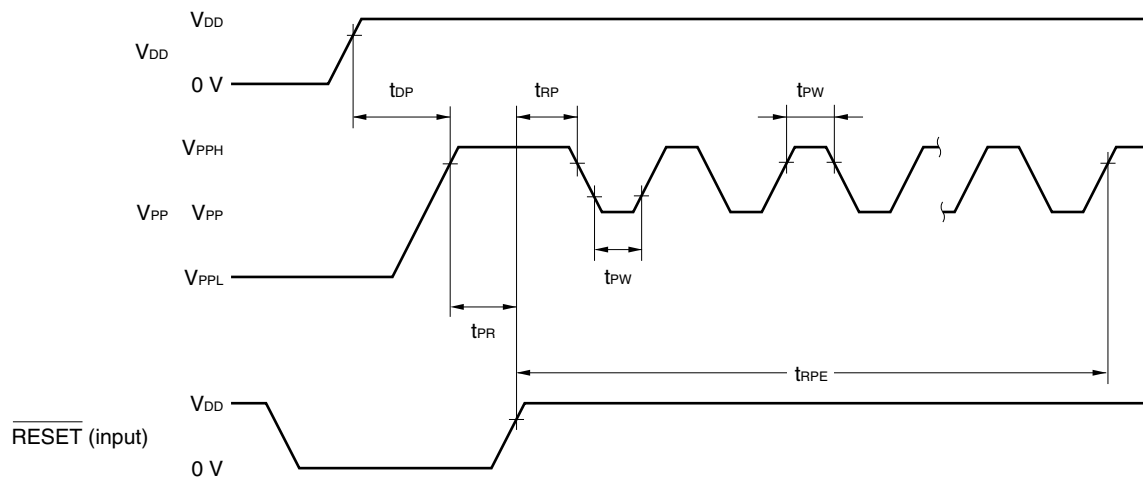 VDD
VDD
0 V
tDP
tRP
tPW
VPPH
VPP VPP
tPW
VPPL
tPR
tRPE
VDD
RESET (input)
0 V